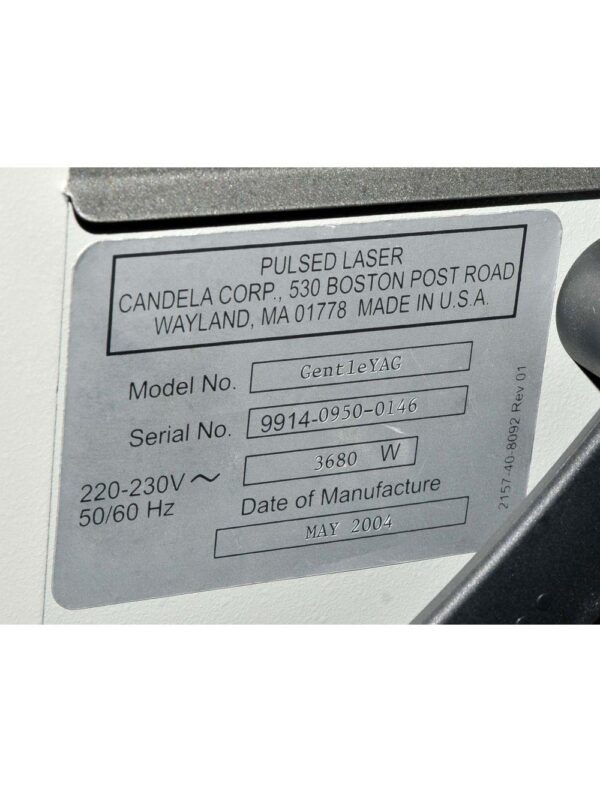 PULSED LASER
CANDELA CORP., 530 BOSTON POST ROAD
WAYLAND, MA 01778 MADE IN U.S.A.
Model No. GentleYAG
Serial No. 9914-0950-0146
220-230V ~ 3680 W
50/60 Hz
Date of Manufacture
MAY 2004
2157-40-8092 Rev 01